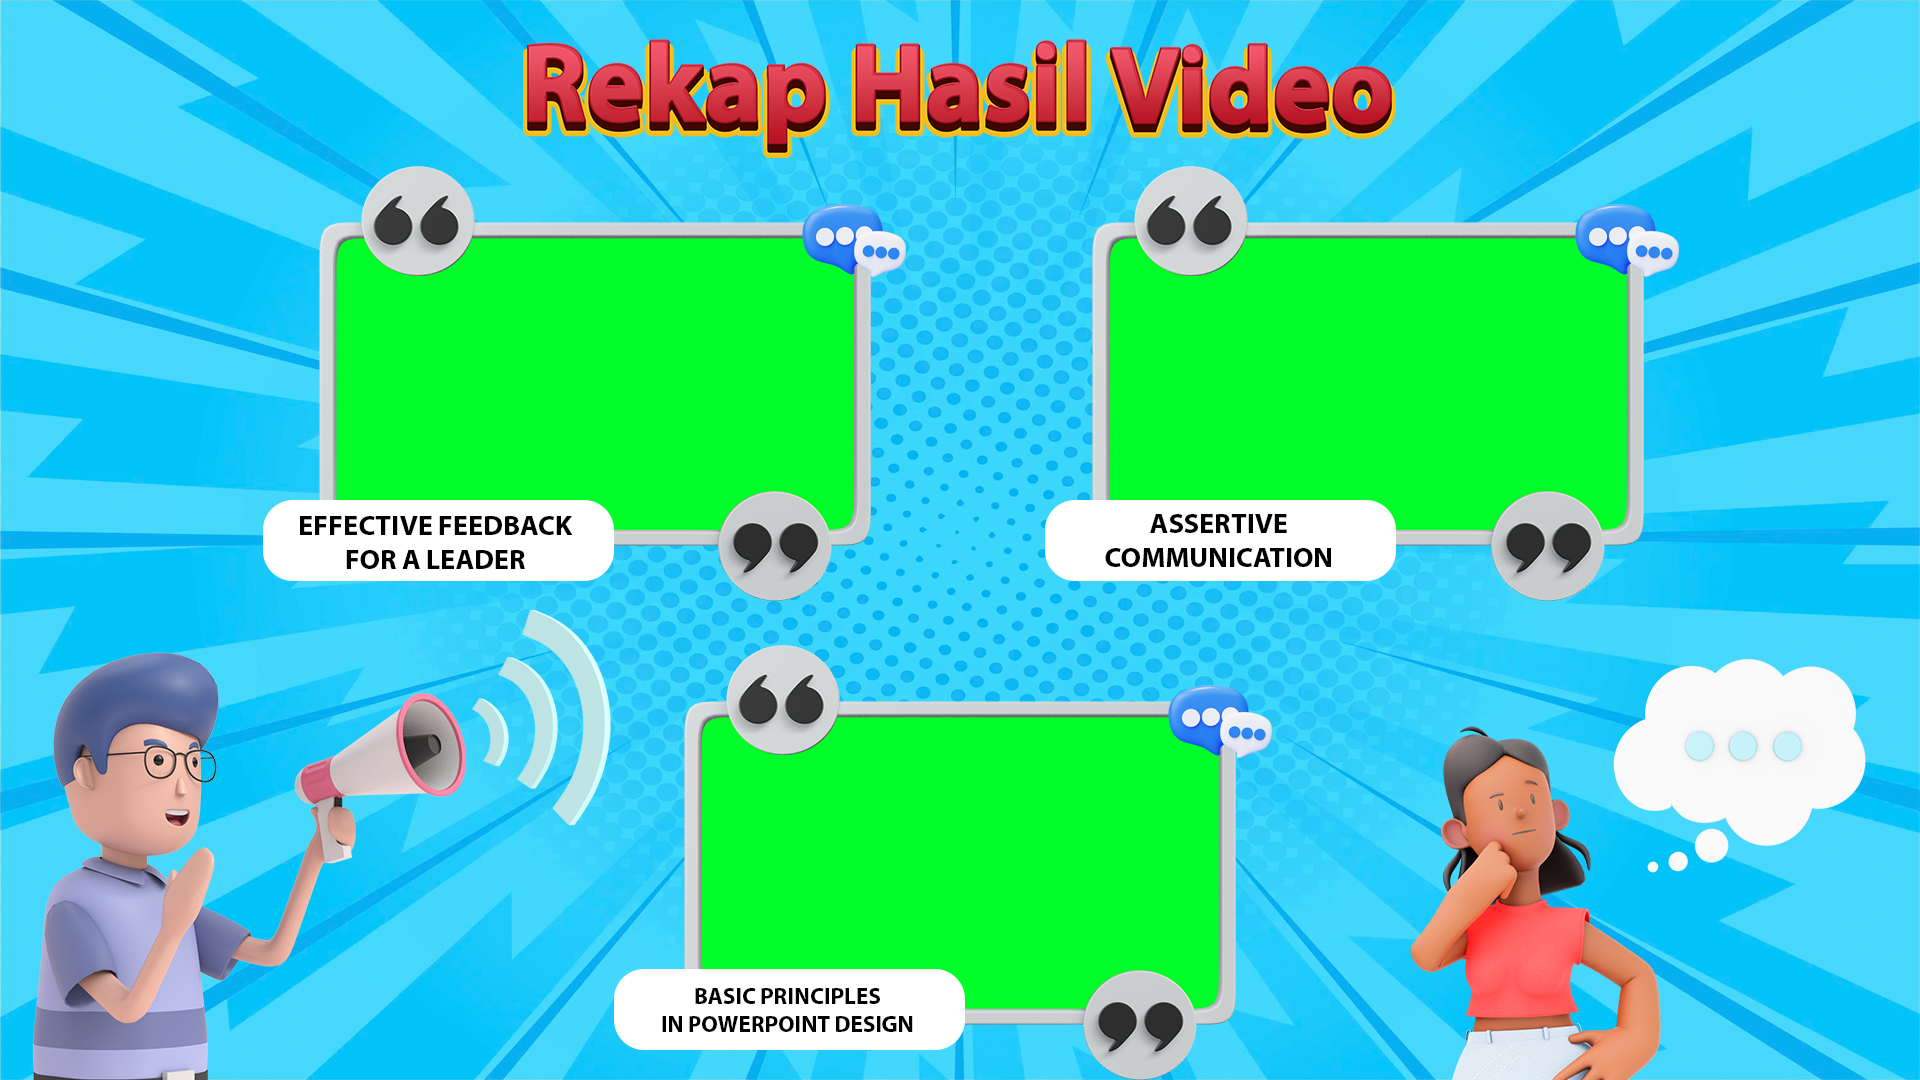 Rekap Hasil Video
EFFECTIVE FEEDBACK
FOR A LEADER
ASSERTIVE
COMMUNICATION
BASIC PRINCIPLES
IN POWERPOINT DESIGN